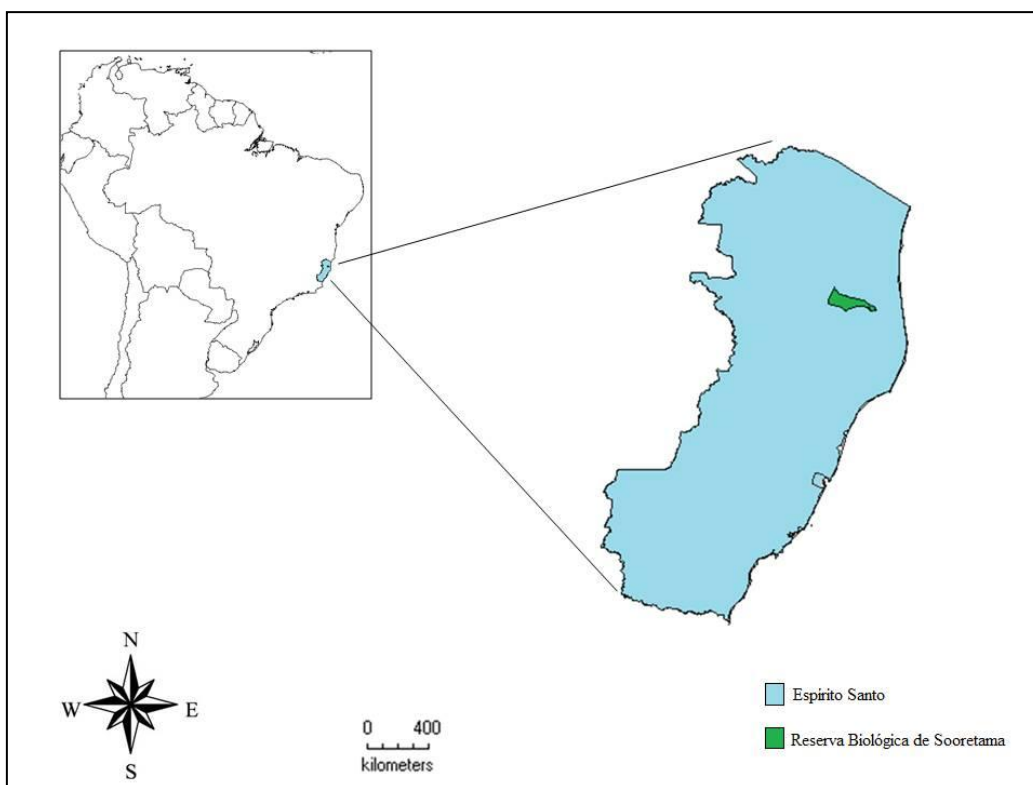 N
W E
S
0 400
kilometers
Espírito Santo
Reserva Biológica de Sooretama